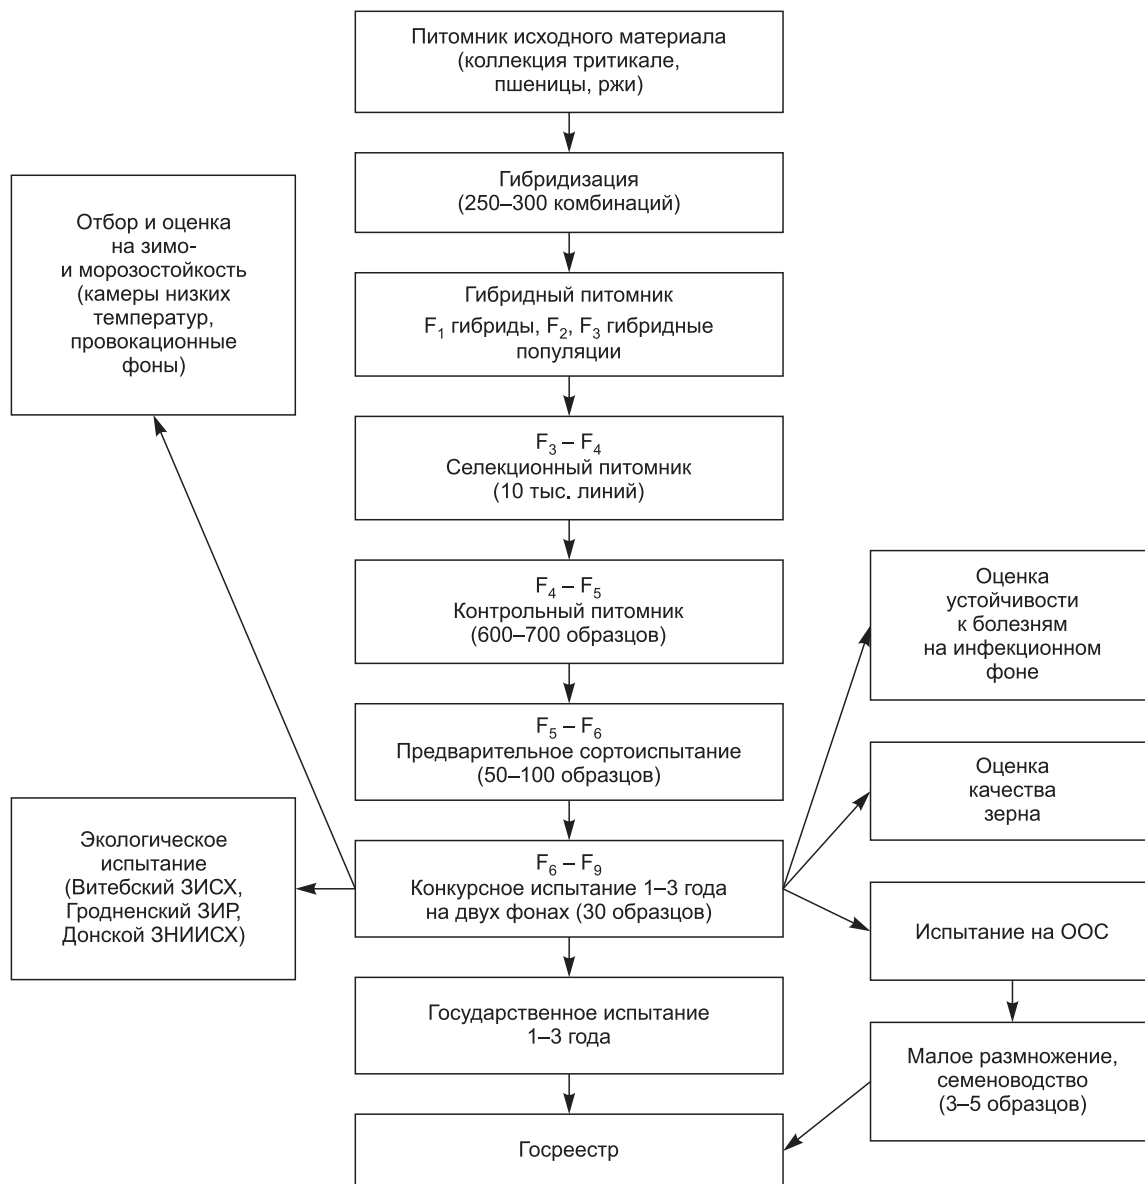 Питомник исходного материала
(коллекция тритикале,
пшеницы, ржи)
Гибридизация
(250–300 комбинаций)
Отбор и оценка
на зимо-
и морозостойкость
(камеры низких
температур,
провокационные
фоны)
Гибридный питомник
F₁ гибриды, F₂, F₃ гибридные
популяции
F₃ – F₄
Селекционный питомник
(10 тыс. линий)
F₄ – F₅
Контрольный питомник
(600–700 образцов)
Оценка
устойчивости
к болезням
на инфекционном
фоне
F₅ – F₆
Предварительное сортоиспытание
(50–100 образцов)
Оценка
качества
зерна
Экологическое
испытание
(Витебский ЗИСХ,
Гродненский ЗИР,
Донской ЗНИИСХ)
F₆ – F₉
Конкурсное испытание 1–3 года
на двух фонах (30 образцов)
Испытание на ООС
Государственное испытание
1–3 года
Малое размножение,
семеноводство
(3–5 образцов)
Госреестр